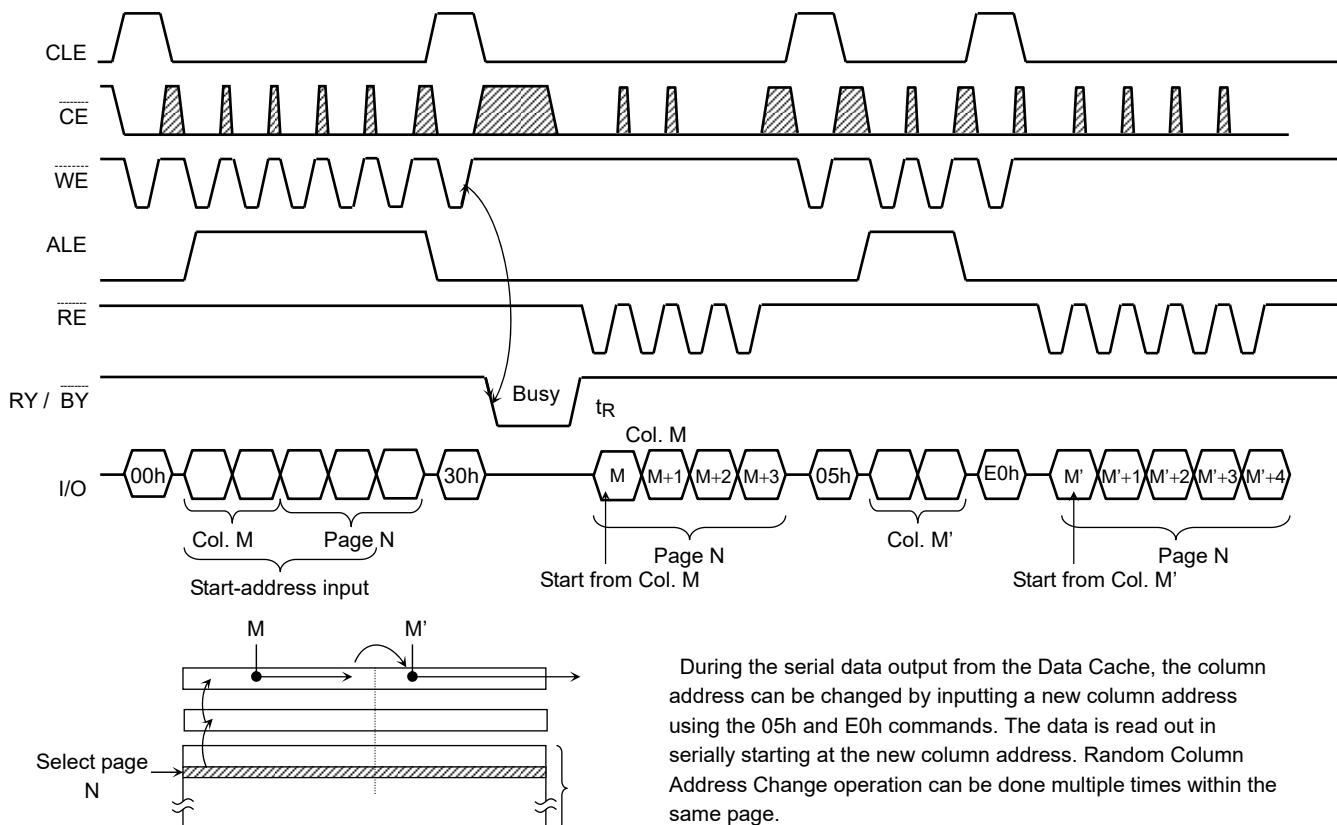 CLE
CE
WE
ALE
RE
RY / BY
Busy
tR
Col. M
I/O
00h
30h
M
M+1
M+2
M+3
05h
E0h
M'
M'+1
M'+2
M'+3
M'+4
Col. M
Page N
Page N
Col. M’
Page N
Start-address input
Start from Col. M
Start from Col. M’
M
M’
Select page
N
During the serial data output from the Data Cache, the column
address can be changed by inputting a new column address
using the 05h and E0h commands. The data is read out in
serially starting at the new column address. Random Column
Address Change operation can be done multiple times within the
same page.